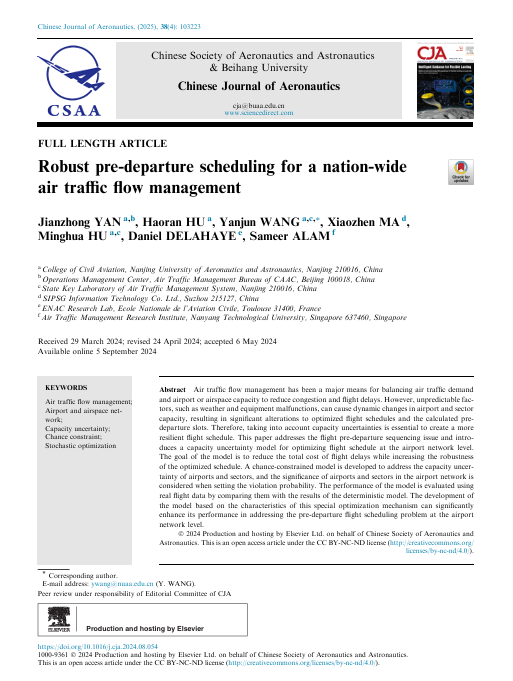 Chinese Journal of Aeronautics, (2025), 38(4): 103223
CSAA
Chinese Society of Aeronautics and Astronautics
& Beihang University
Chinese Journal of Aeronautics
cja@buaa.edu.cn
www.sciencedirect.com
CJA
FULL LENGTH ARTICLE
Robust pre-departure scheduling for a nation-wide
air traffic flow management
Check for
updates
Jianzhong YAN a,b, Haoran HU a, Yanjun WANG a,c,*, Xiaozhen MA d,
Minghua HU a,c, Daniel DELAHAYE e, Sameer ALAM f
a College of Civil Aviation, Nanjing University of Aeronautics and Astronautics, Nanjing 210016, China
b Operations Management Center, Air Traffic Management Bureau of CAAC, Beijing 100018, China
c State Key Laboratory of Air Traffic Management System, Nanjing 210016, China
d SIPSG Information Technology Co. Ltd., Suzhou 215127, China
e ENAC Research Lab, Ecole Nationale de l'Aviation Civile, Toulouse 31400, France
f Air Traffic Management Research Institute, Nanyang Technological University, Singapore 637460, Singapore
Received 29 March 2024; revised 24 April 2024; accepted 6 May 2024
Available online 5 September 2024
KEYWORDS
Air traffic flow management;
Airport and airspace net-
work;
Capacity uncertainty;
Chance constraint;
Stochastic optimization
Abstract Air traffic flow management has been a major means for balancing air traffic demand
and airport or airspace capacity to reduce congestion and flight delays. However, unpredictable fac-
tors, such as weather and equipment malfunctions, can cause dynamic changes in airport and sector
capacity, resulting in significant alterations to optimized flight schedules and the calculated pre-
departure slots. Therefore, taking into account capacity uncertainties is essential to create a more
resilient flight schedule. This paper addresses the flight pre-departure sequencing issue and intro-
duces a capacity uncertainty model for optimizing flight schedule at the airport network level.
The goal of the model is to reduce the total cost of flight delays while increasing the robustness
of the optimized schedule. A chance-constrained model is developed to address the capacity uncer-
tainty of airports and sectors, and the significance of airports and sectors in the airport network is
considered when setting the violation probability. The performance of the model is evaluated using
real flight data by comparing them with the results of the deterministic model. The development of
the model based on the characteristics of this special optimization mechanism can significantly
enhance its performance in addressing the pre-departure flight scheduling problem at the airport
network level.
© 2024 Production and hosting by Elsevier Ltd. on behalf of Chinese Society of Aeronautics and
Astronautics. This is an open access article under the CC BY-NC-ND license (http://creativecommons.org/
licenses/by-nc-nd/4.0/).
* Corresponding author.
E-mail address: ywang@nuaa.edu.cn (Y. WANG).
Peer review under responsibility of Editorial Committee of CJA
ELSEVIER
Production and hosting by Elsevier
https://doi.org/10.1016/j.cja.2024.08.054
1000-9361 © 2024 Production and hosting by Elsevier Ltd. on behalf of Chinese Society of Aeronautics and Astronautics.
This is an open access article under the CC BY-NC-ND license (http://creativecommons.org/licenses/by-nc-nd/4.0/).